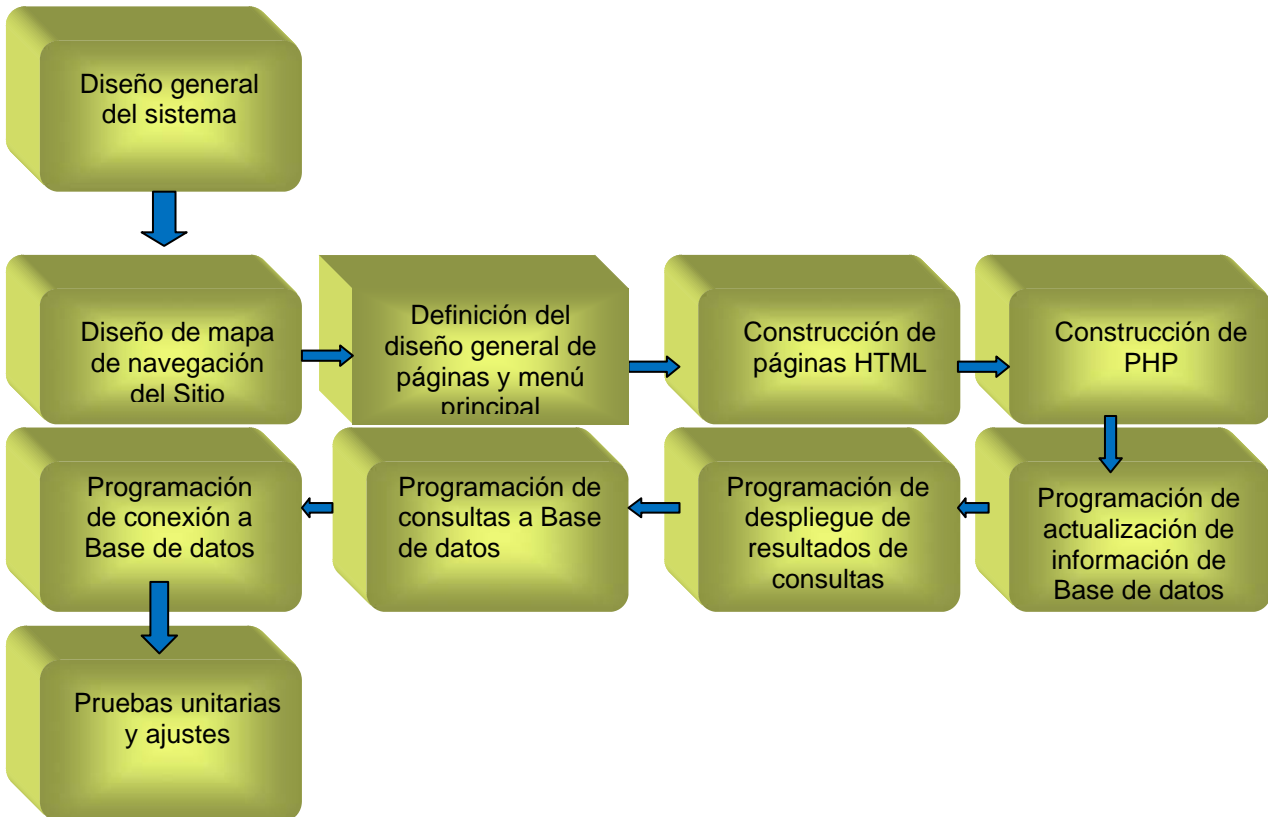 Diseño general
del sistema
Diseño de mapa
de navegación
del Sitio
Definición del
diseño general de
páginas y menú
principal
Construcción de
páginas HTML
Construcción de
PHP
Programación
de conexión a
Base de datos
Programación de
consultas a Base
de datos
Programación de
despliegue de
resultados de
consultas
Programación de
actualización de
información de
Base de datos
Pruebas unitarias
y ajustes